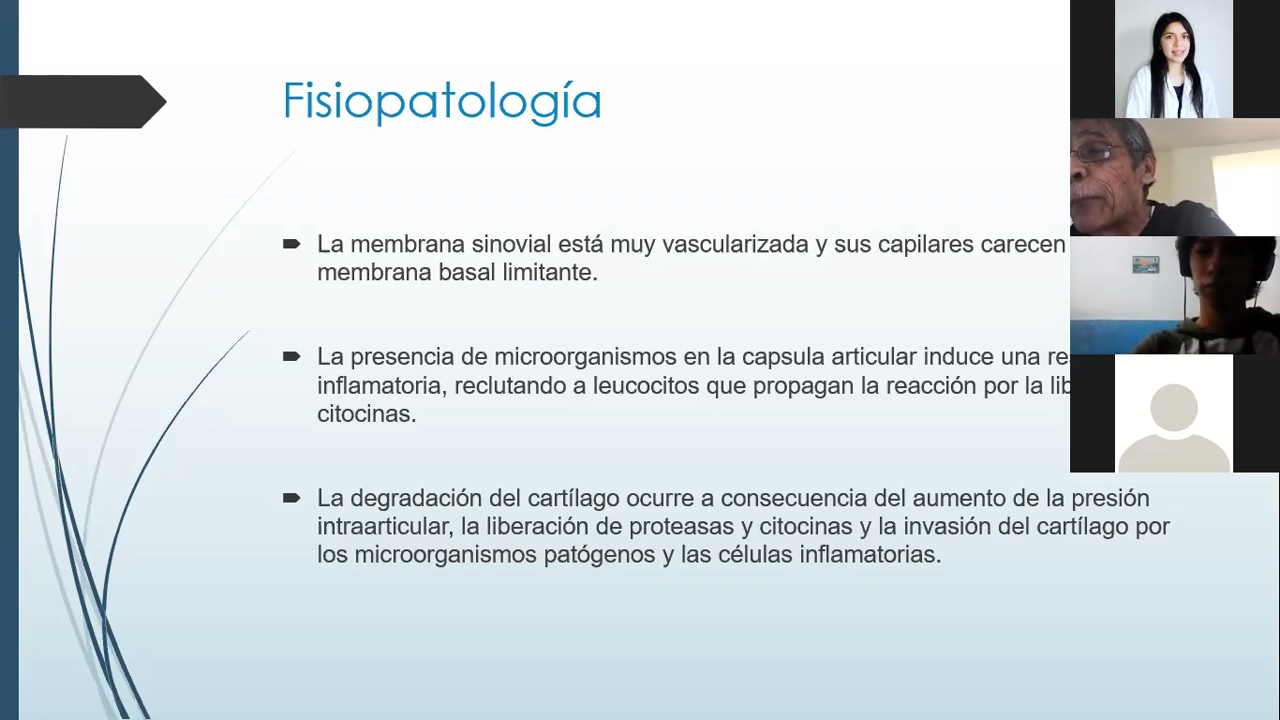 Fisiopatología
La membrana sinovial está muy vascularizada y sus capilares carecen
membrana basal limitante.
La presencia de microorganismos en la capsula articular induce una
inflamatoria, reclutando a leucocitos que propagan la reacción por la
citocinas.
La degradación del cartílago ocurre a consecuencia del aumento de la presión
intraarticular, la liberación de proteasas y citocinas y la invasión del cartílago por
los microorganismos patógenos y las células inflamatorias.